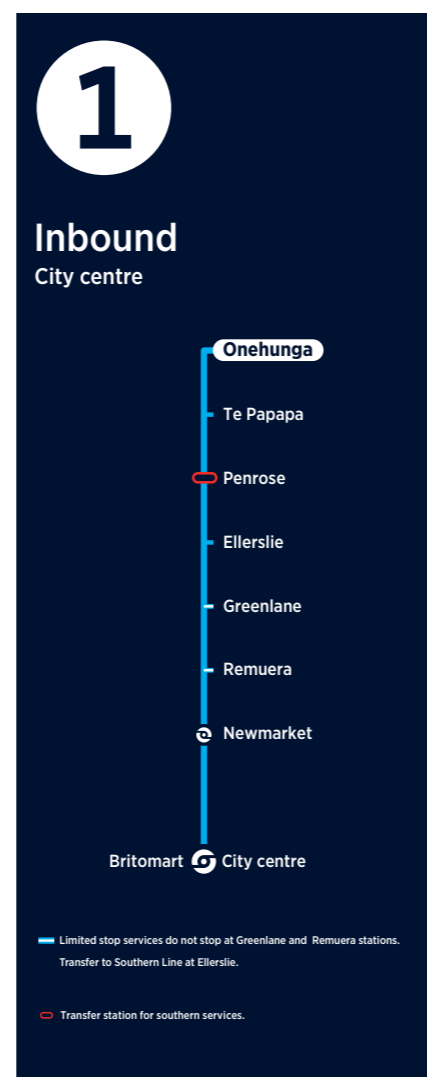 1
Inbound
City centre
Onehunga
Te Papapa
Penrose
Ellerslie
Greenlane
Remuera
Newmarket
Britomart City centre
Limited stop services do not stop at Greenlane and Remuera stations.
Transfer to Southern Line at Ellerslie.
Transfer station for southern services.